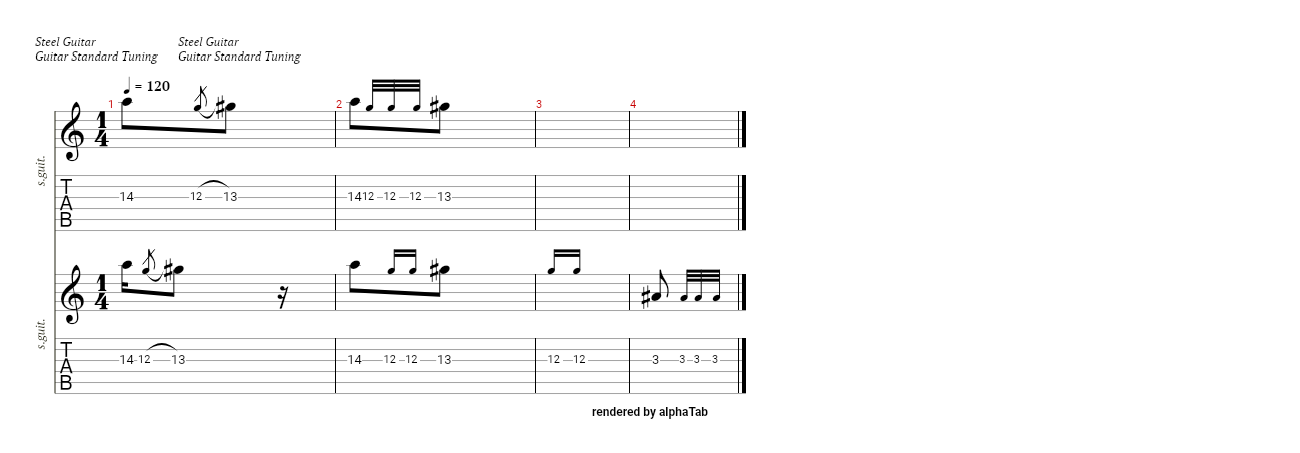 Steel Guitar Steel Guitar
Guitar Standard Tuning Guitar Standard Tuning
= 120
1 2 3 4
1
4
s.guit.
T
A
B
14 12 13 14 12 12 12 13
1
4
s.guit.
T
A
B
14 12 13 14 12 12 13 12 12 3 3 3 3
rendered by alphaTab